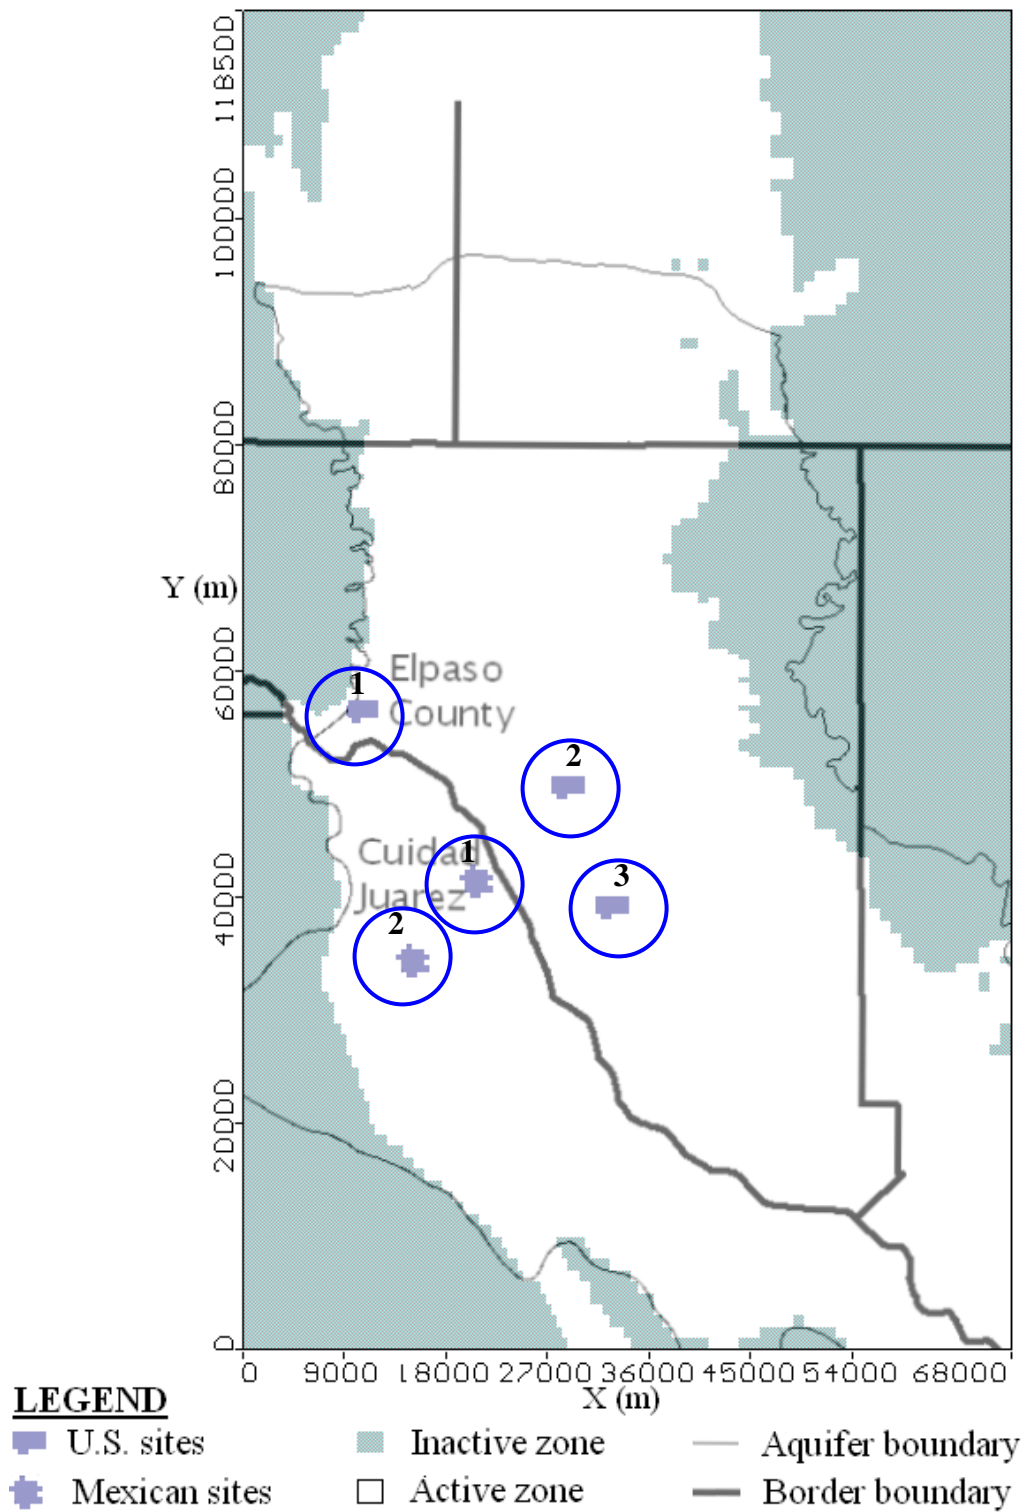 118500
100000
80000
Y (m)
60000
Elpaso
County
1
2
Cuidad
Juarez
1
3
2
40000
20000
0
0 9000 18000 27000 36000 45000 54000 68000
X (m)
LEGEND
U.S. sites
Inactive zone
Aquifer boundary
Mexican sites
Active zone
Border boundary